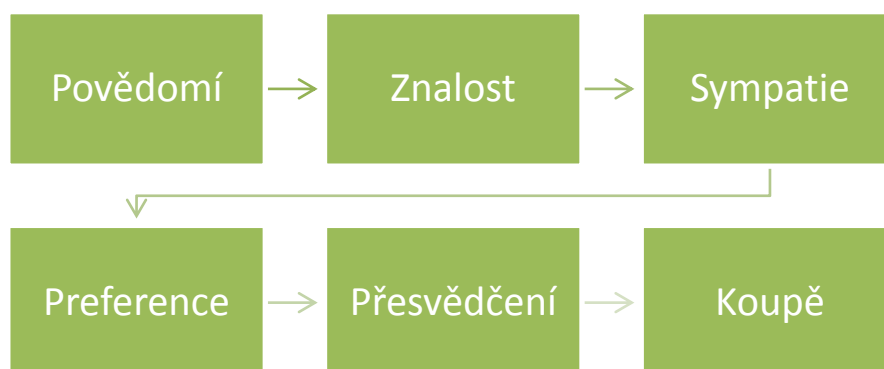 Povědomí
Znalost
Sympatie
Preference
Přesvědčení
Koupě